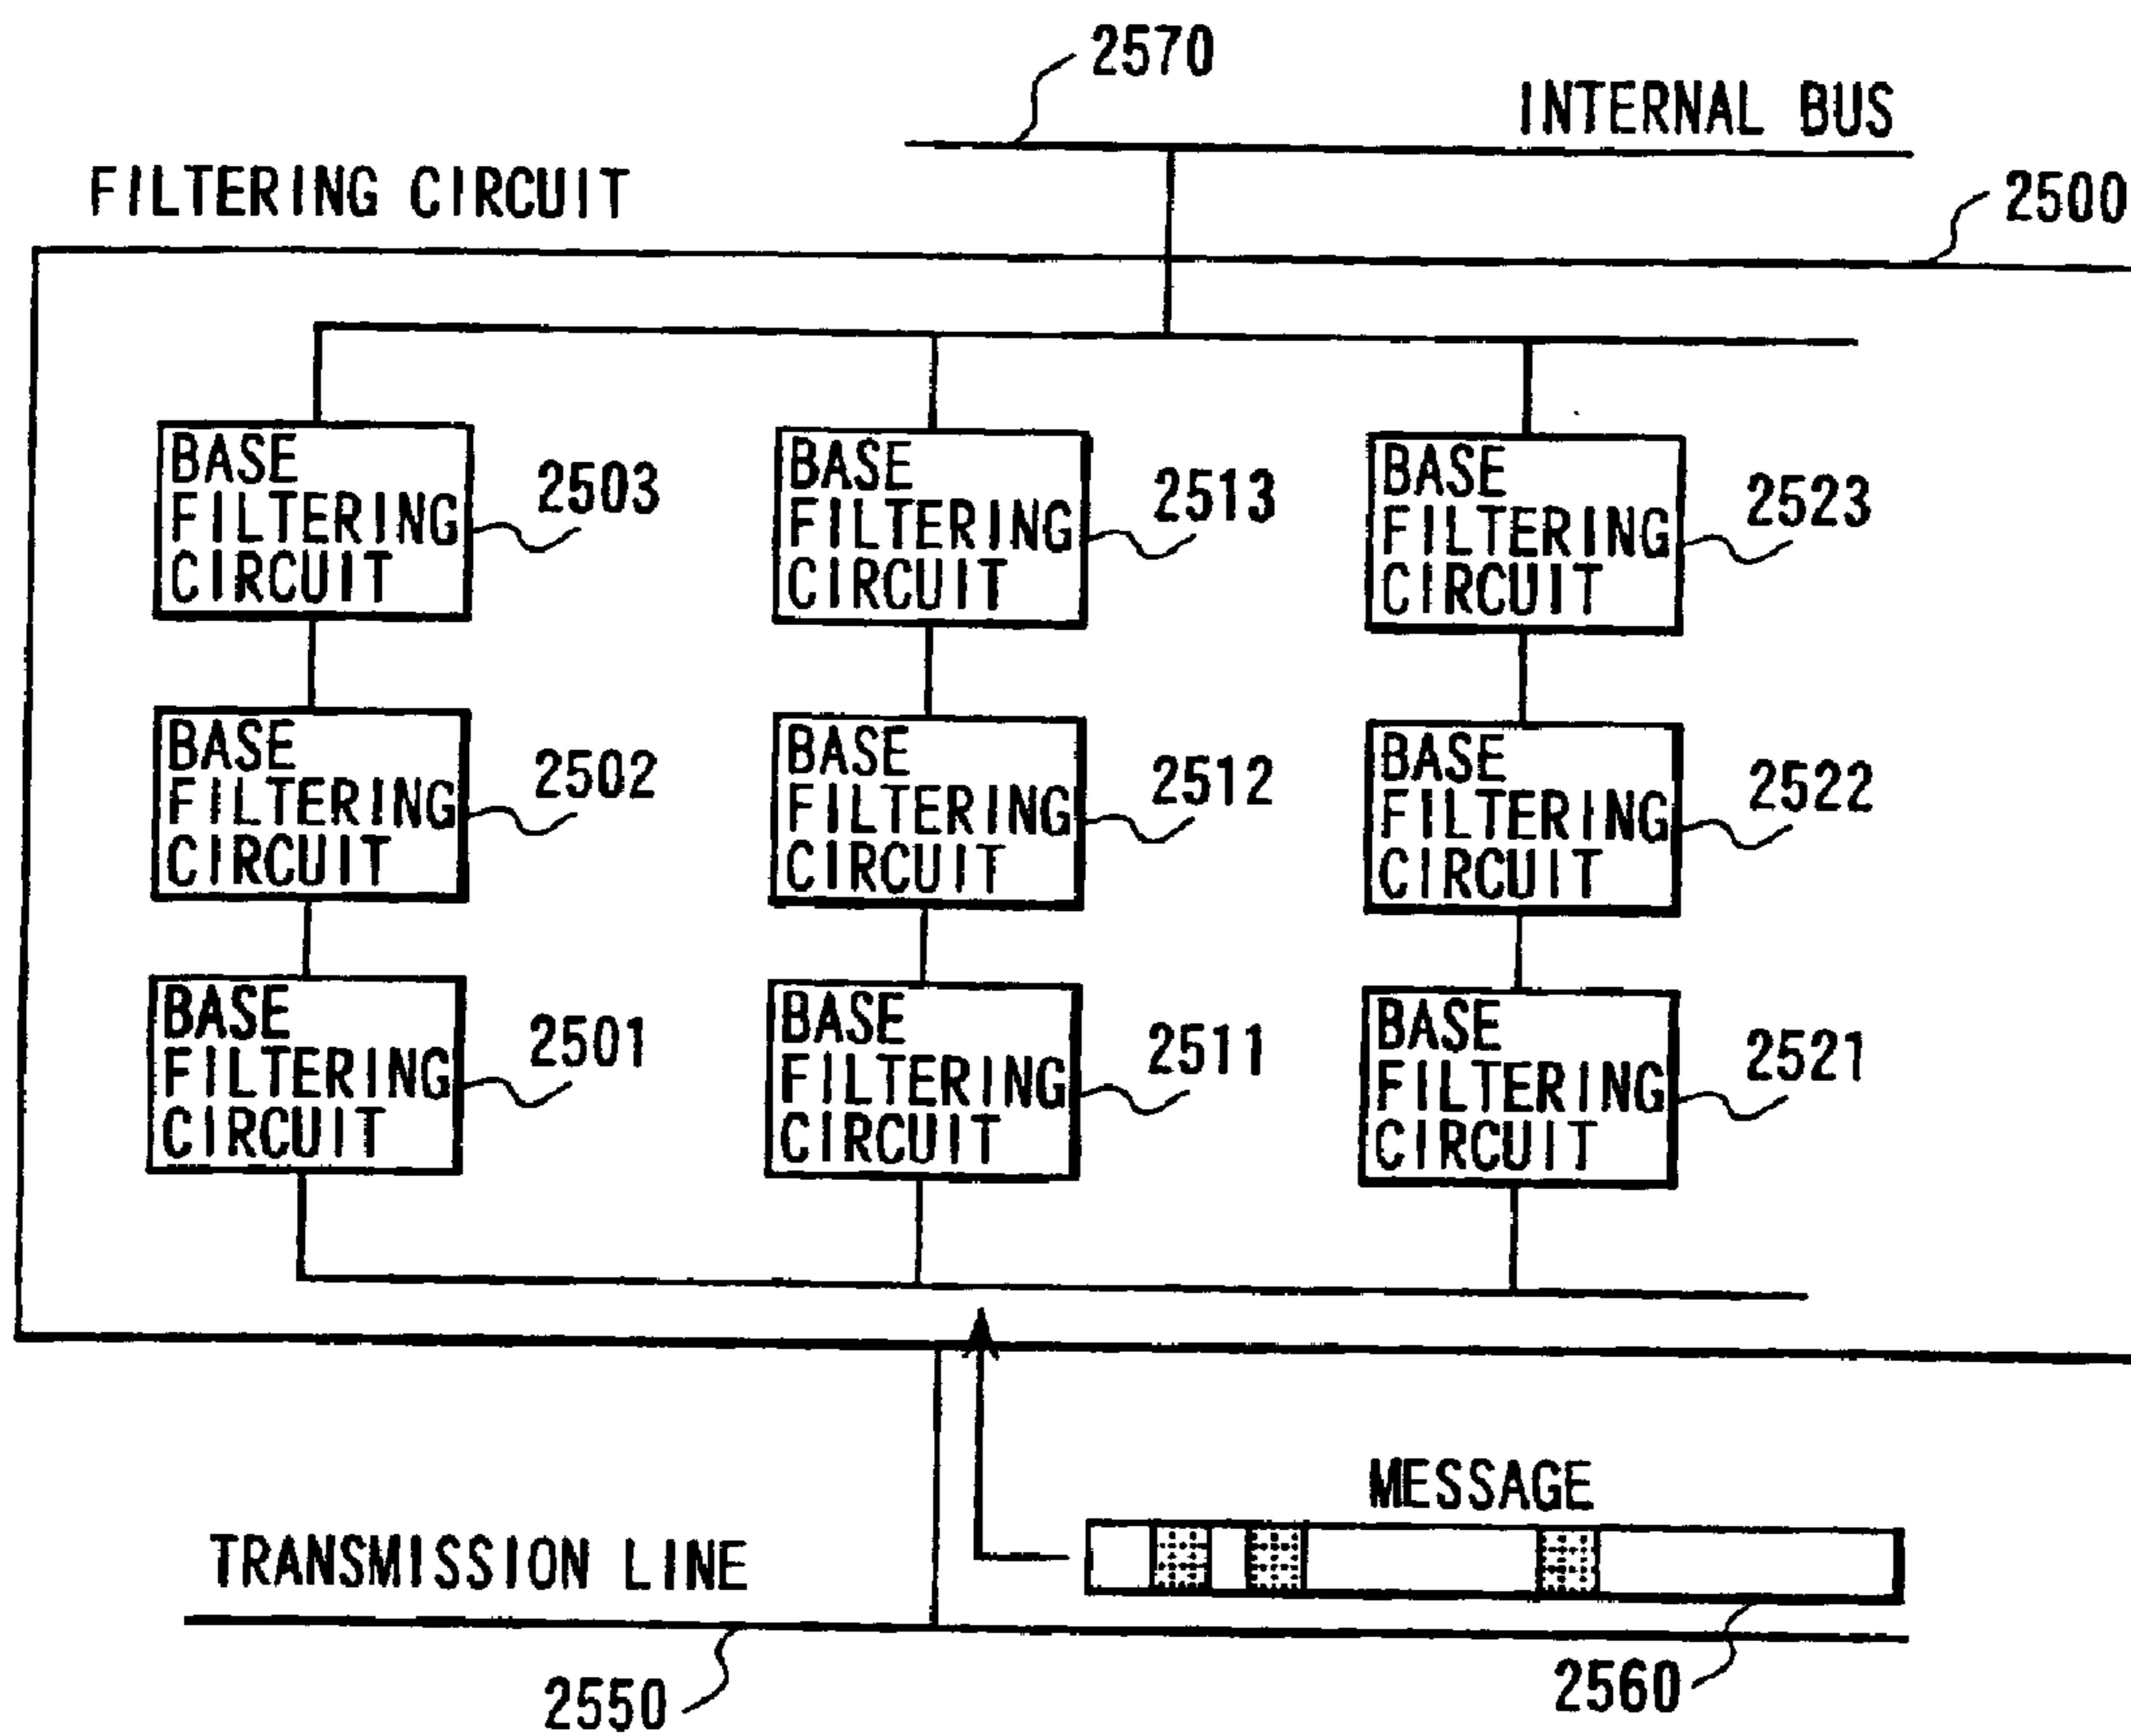 2570
INTERNAL BUS
FILTERING CIRCUIT
2500
BASE
FILTERING
CIRCUIT
2503
BASE
FILTERING
CIRCUIT
2513
BASE
FILTERING
CIRCUIT
2523
BASE
FILTERING
CIRCUIT
2502
BASE
FILTERING
CIRCUIT
2512
BASE
FILTERING
CIRCUIT
2522
BASE
FILTERING
CIRCUIT
2501
BASE
FILTERING
CIRCUIT
2511
BASE
FILTERING
CIRCUIT
2521
MESSAGE
TRANSMISSION LINE
2550
2560